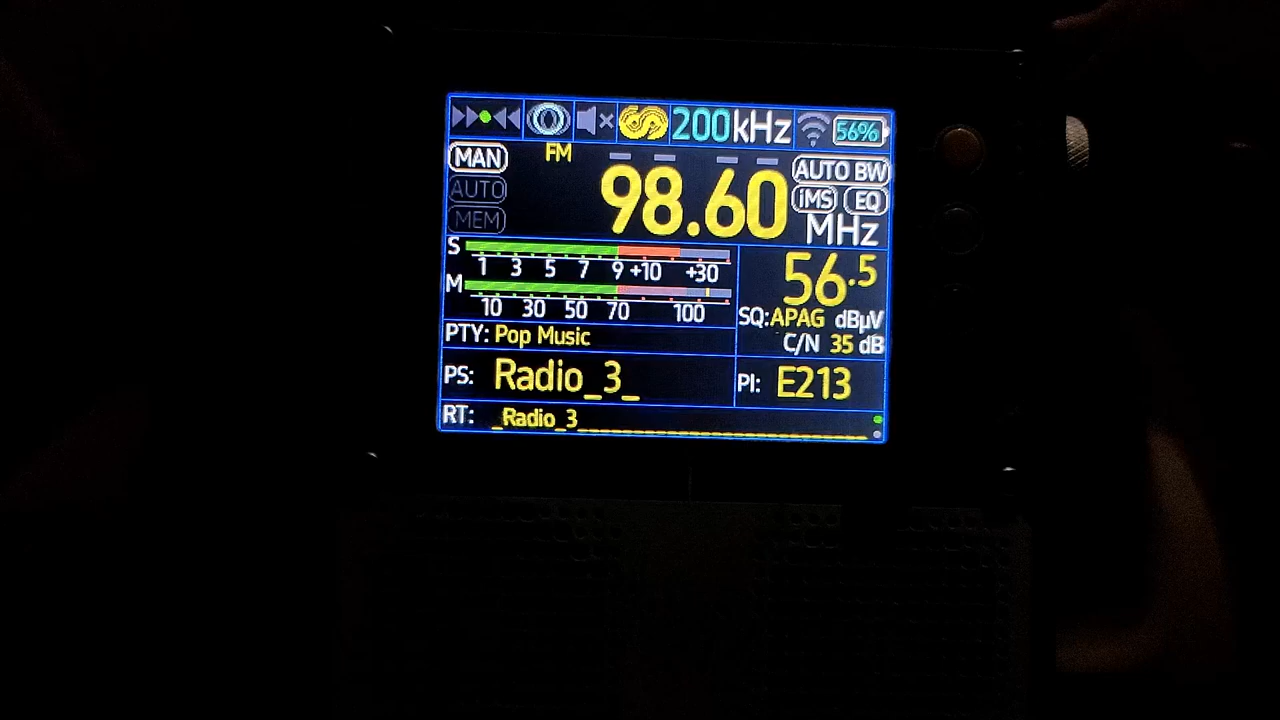 200kHz 56%
MAN FM AUTO BW
AUTO 98.60 iMS EQ
MEM MHz
S
1 3 5 7 9 +10 +30
M
10 30 50 70 100
56.5
SQ:APAG dBµV
C/N 35 dB
PTY: Pop Music
PS: Radio_3_
PI: E213
RT: _Radio_3_______________________________